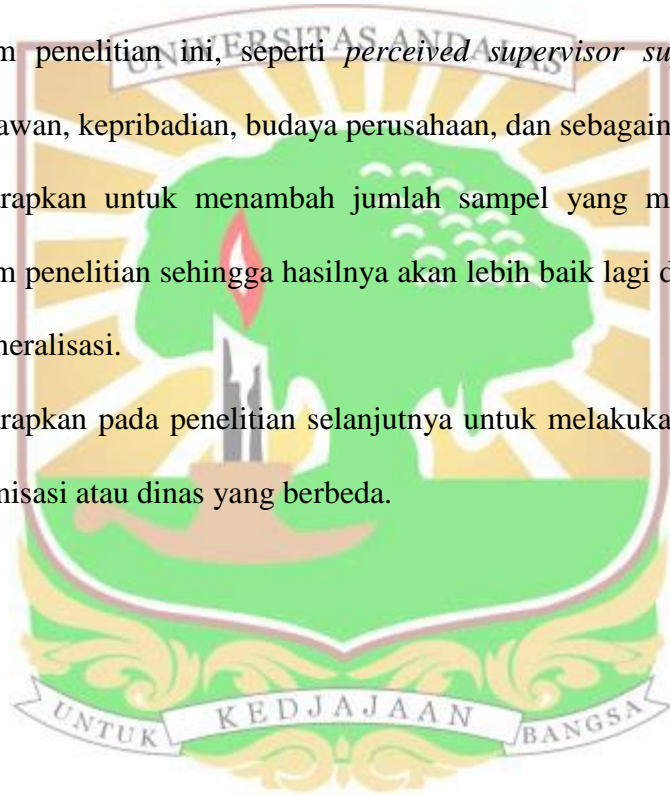 UNIVERSITAS ANDALAS
m penelitian ini, seperti perceived supervisor su
awan, kepribadian, budaya perusahaan, dan sebagain
rapkan untuk menambah jumlah sampel yang m
m penelitian sehingga hasilnya akan lebih baik lagi d
neralisasi.
rapkan pada penelitian selanjutnya untuk melakuka
nisasi atau dinas yang berbeda.
UNTUK KEDJAJAAN BANGSA